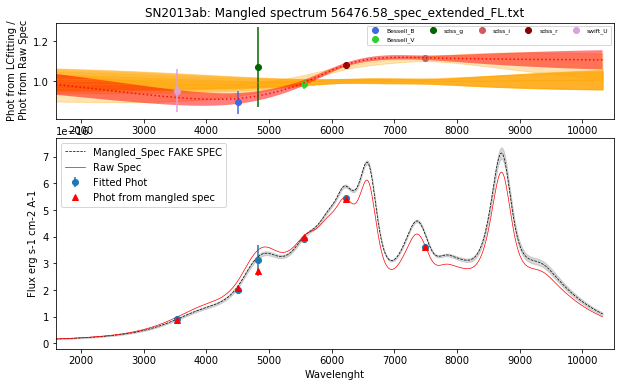 SN2013ab: Mangled spectrum 56476.58_spec_extended_FL.txt
Phot from LCfitting /
Phot from Raw Spec
1.2
1.0
Bessell_B
Bessell_V
sdss_g
sdss_i
sdss_r
swift_U
2000 3000 4000 5000 6000 7000 8000 9000 10000
1e−16
Flux erg s-1 cm-2 A-1
7
6
5
4
3
2
1
0
Mangled_Spec FAKE SPEC
Raw Spec
Fitted Phot
Phot from mangled spec
2000 3000 4000 5000 6000 7000 8000 9000 10000
Wavelenght